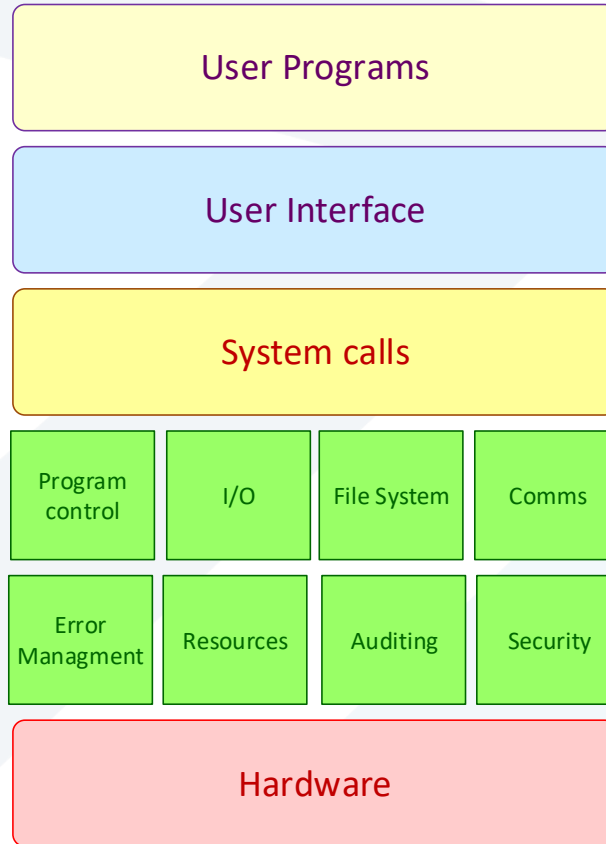 User Programs
User Interface
System calls
Program
control
I/O
File System
Comms
Error
Managment
Resources
Auditing
Security
Hardware